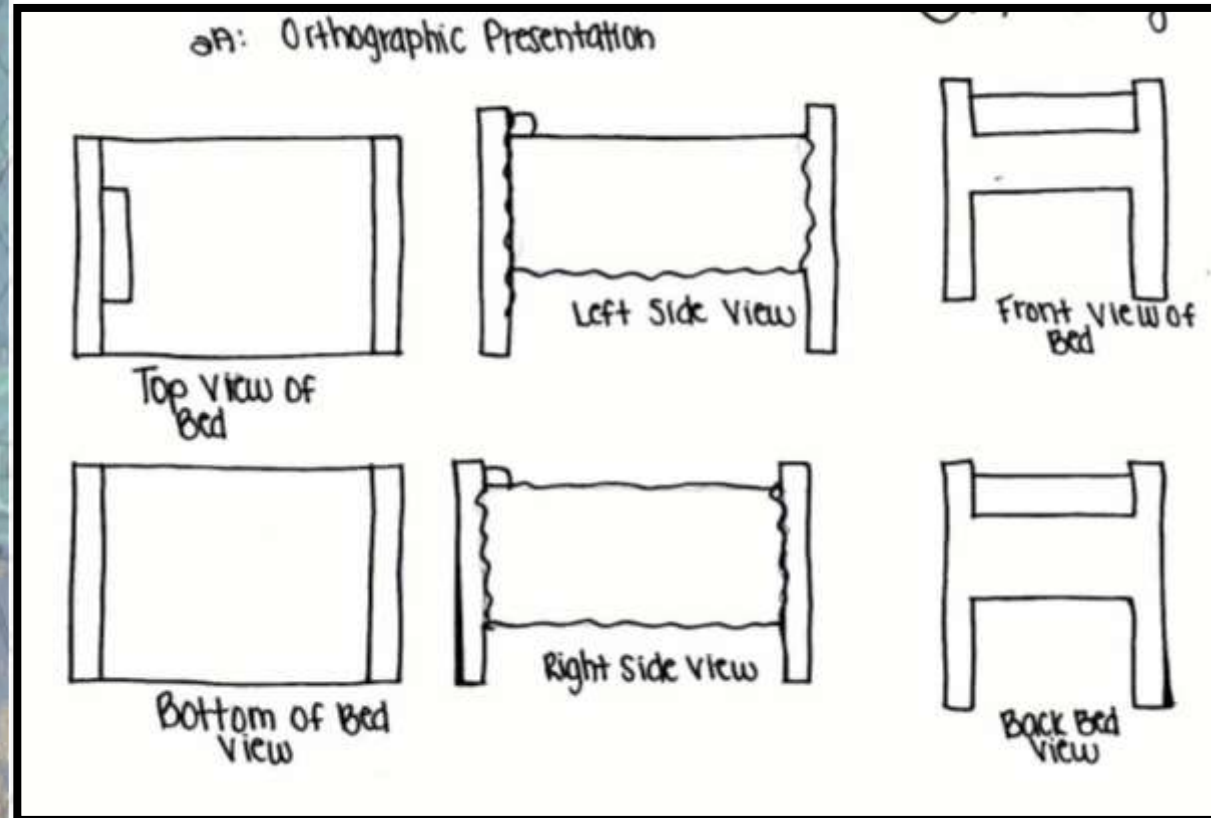 2A: Orthographic Presentation
Top View of
Bed
Left Side View
Front View of
Bed
Bottom of Bed
View
Right Side View
Back Bed
View